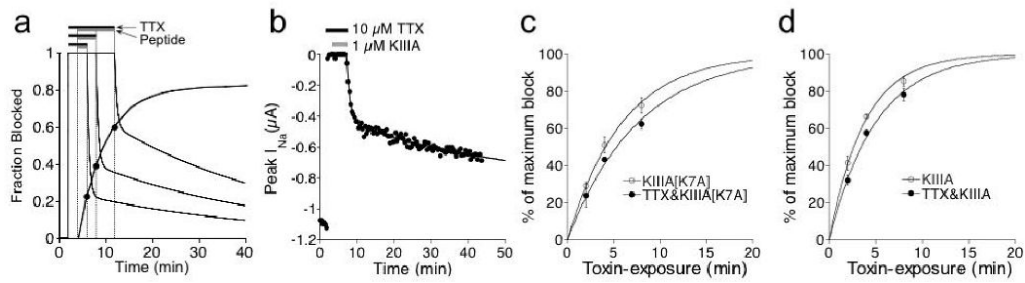 a
TTX
Peptide
1
0.8
0.6
0.4
0.2
0
Fraction Blocked
0 10 20 30 40
Time (min)
b
10 µM TTX
1 µM KIIIA
0
-0.2
-0.4
-0.6
-0.8
-1
-1.2
Peak I Na (µA)
0 10 20 30 40 50
Time (min)
c
100
80
60
40
20
0
% of maximum block
KIIIA[K7A]
TTX&KIIIA[K7A]
0 5 10 15 20
Toxin-exposure (min)
d
100
80
60
40
20
0
% of maximum block
KIIIA
TTX&KIIIA
0 5 10 15 20
Toxin-exposure (min)